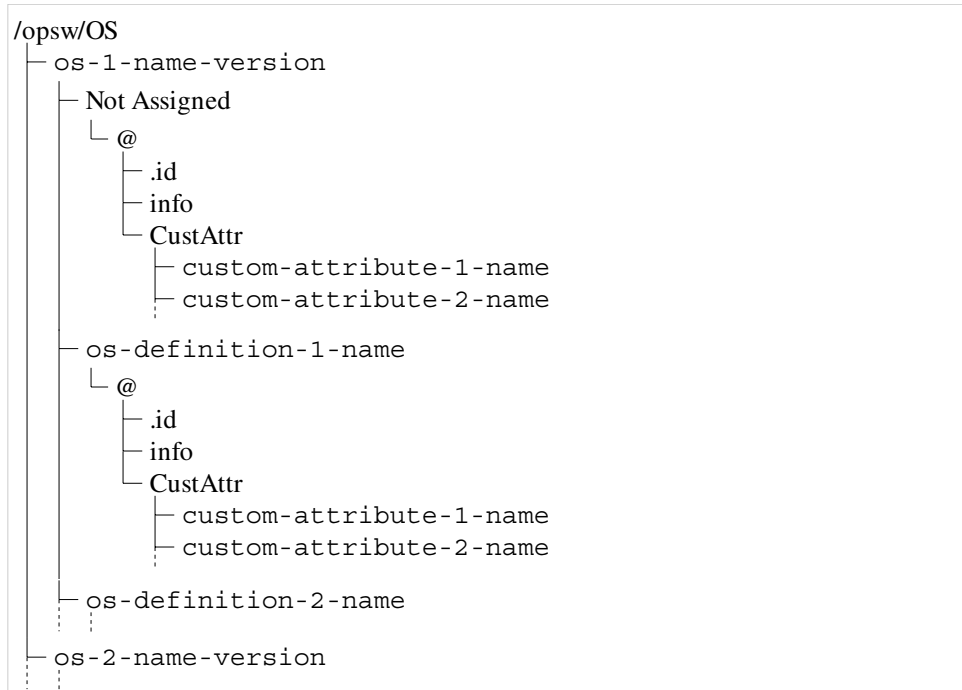 /opsw/OS
os-1-name-version
Not Assigned
@
.id
info
CustAttr
custom-attribute-1-name
custom-attribute-2-name
os-definition-1-name
@
.id
info
CustAttr
custom-attribute-1-name
custom-attribute-2-name
os-definition-2-name
os-2-name-version